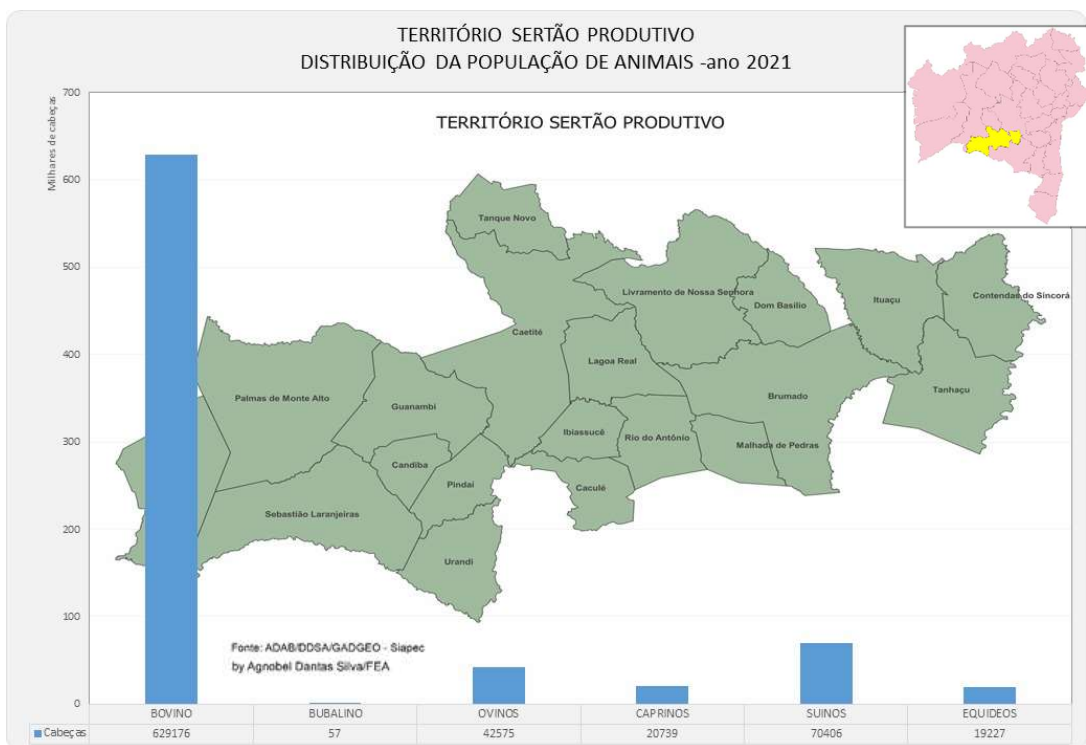 TERRITÓRIO SERTÃO PRODUTIVO
DISTRIBUIÇÃO DA POPULAÇÃO DE ANIMAIS -ano 2021
Milhares de cabeças
700
600
500
400
300
200
100
0
TERRITÓRIO SERTÃO PRODUTIVO
Tanque Novo
Livramento de Nossa Senhora
Dom Basilio
Ituaçu
Contendas do Sincorá
Caetité
Lagoa Real
Tanhaçu
Palmas de Monte Alto
Guanambi
Brumado
Ibiassucê
Rio do Antônio
Malhada de Pedras
Candiba
Pindaí
Caculé
Sebastião Laranjeiras
Urandi
Fonte: ADAB/DDSA/GADGEO - Siapec
by Agnobel Dantas Silva/FEA
BOVINO BUBALINO OVINOS CAPRINOS SUINOS EQUIDEOS
Cabeças 629176 57 42575 20739 70406 19227